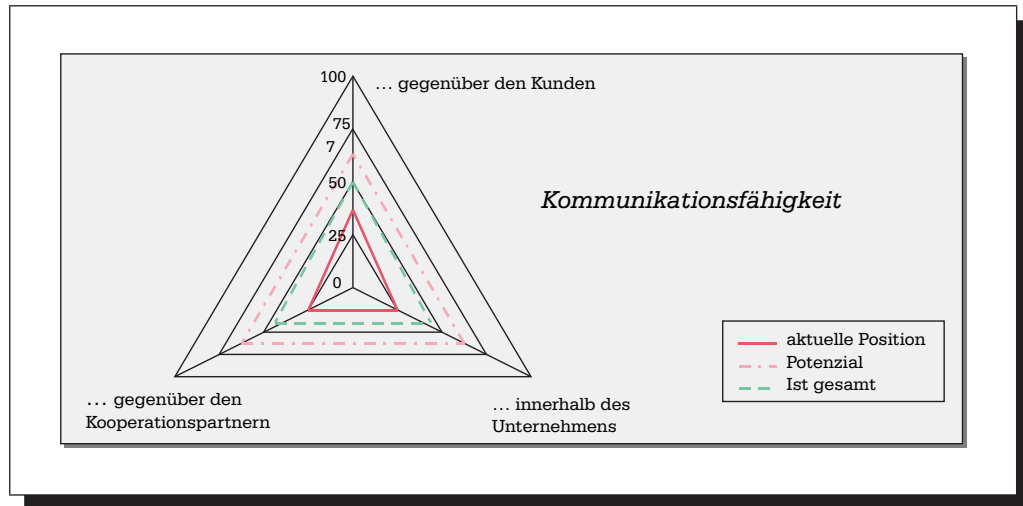 100
… gegenüber den Kunden
75
7
50
Kommunikationsfähigkeit
25
0
aktuelle Position
Potenzial
Ist gesamt
… gegenüber den
Kooperationspartnern
… innerhalb des
Unternehmens